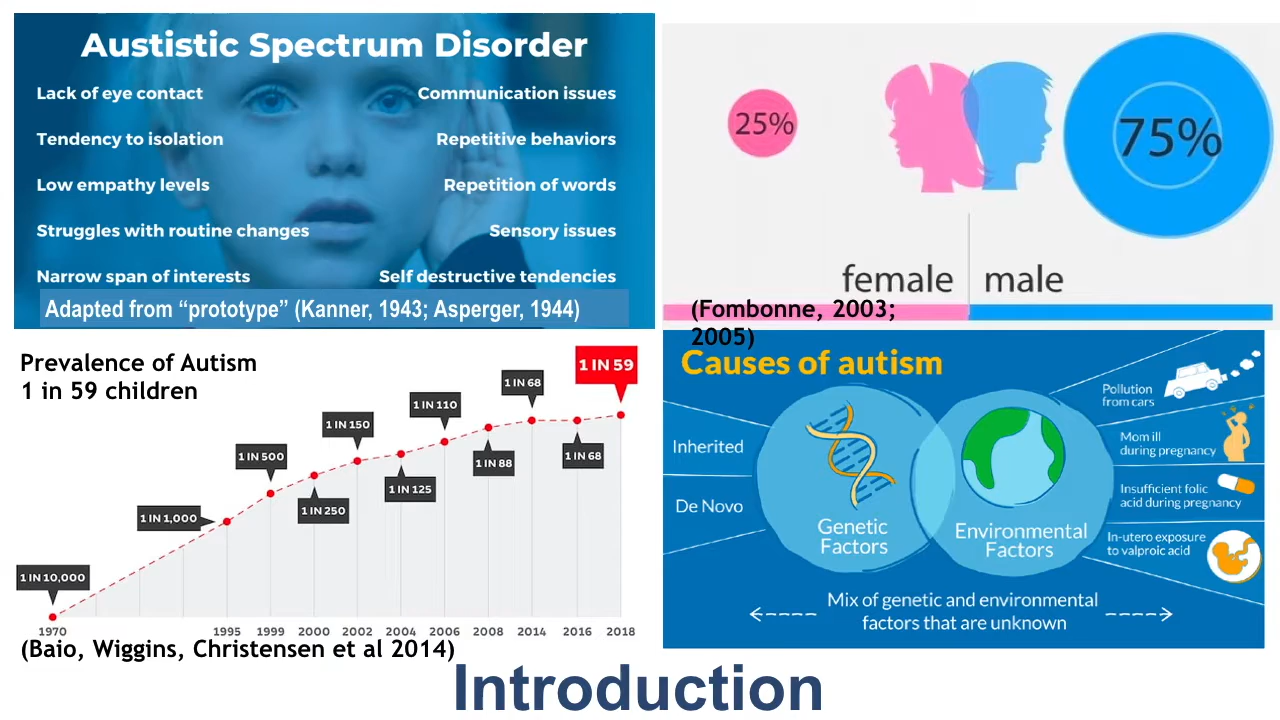 Austistic Spectrum Disorder
Lack of eye contact
Communication issues
Tendency to isolation
Repetitive behaviors
Low empathy levels
Repetition of words
Struggles with routine changes
Sensory issues
Narrow span of interests
Self destructive tendencies
Adapted from “prototype” (Kanner, 1943; Asperger, 1944)
25%
75%
female
male
(Fombonne, 2003;
2005)
Prevalence of Autism
1 in 59 children
1 IN 10,000
1 IN 1,000
1 IN 500
1 IN 250
1 IN 150
1 IN 125
1 IN 110
1 IN 88
1 IN 68
1 IN 68
1 IN 59
1970
1995
1999
2000
2002
2004
2006
2008
2014
2016
2018
(Baio, Wiggins, Christensen et al 2014)
Causes of autism
Inherited
De Novo
Genetic
Factors
Environmental
Factors
Pollution
from cars
Mom ill
during pregnancy
Insufficient folic
acid during pregnancy
In-utero exposure
to valproic acid
Mix of genetic and environmental
factors that are unknown
Introduction